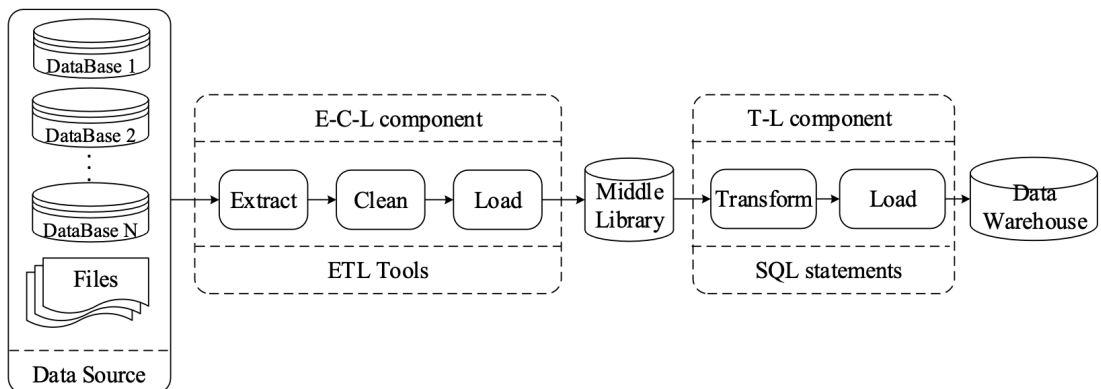 DataBase 1
DataBase 2
DataBase N
Files
Data Source
E-C-L component
Extract
Clean
Load
ETL Tools
Middle
Library
T-L component
Transform
Load
SQL statements
Data
Warehouse